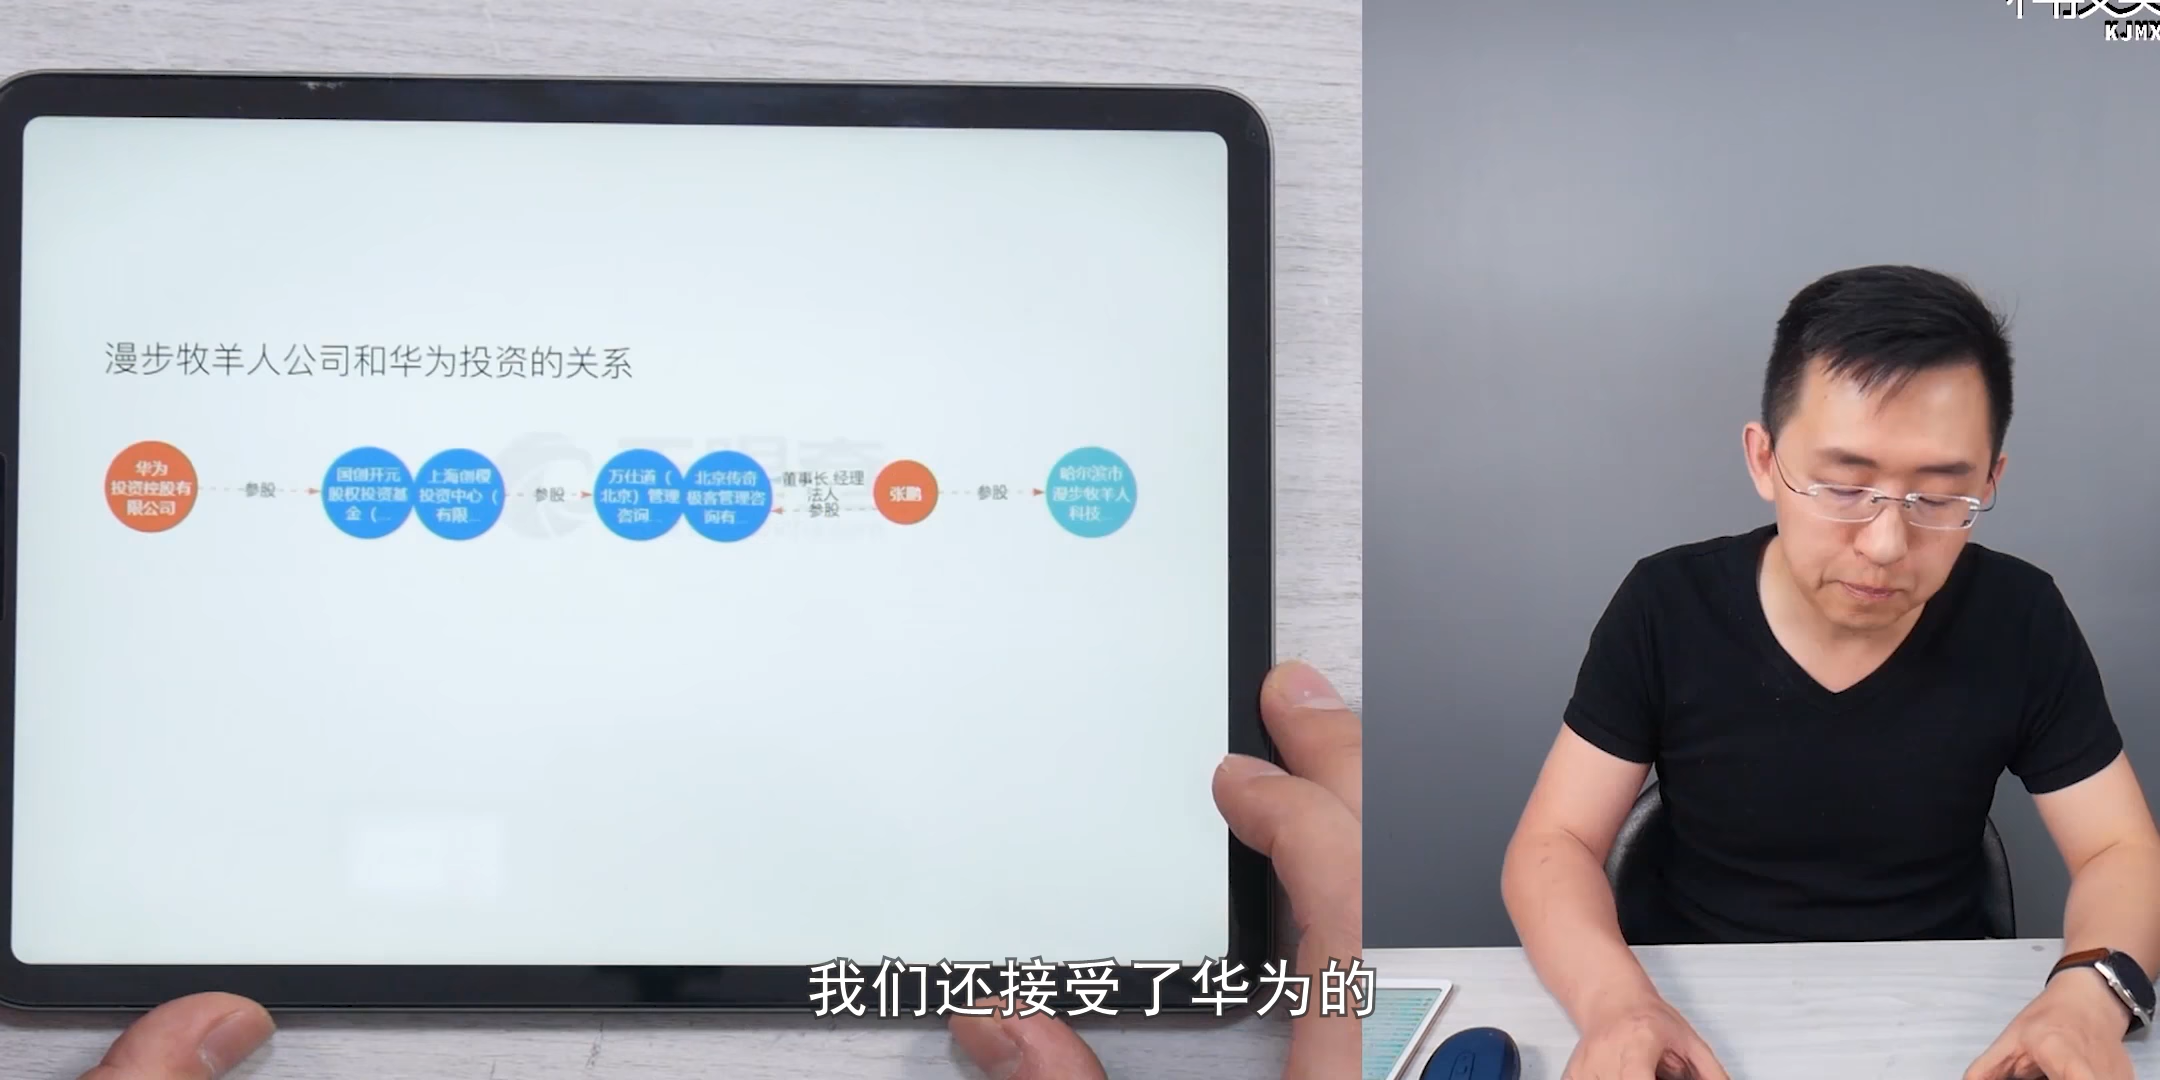 KJMX
漫步牧羊人公司和华为投资的关系
华为
投资控股有
限公司
参股
国创开元
股权投资基
金（...
上海创稷
投资中心（
有限...
参股
万仕道（
北京）管理
咨询...
北京传奇
极客管理咨
询有...
董事长,经理
法人
参股
张鹏
参股
哈尔滨市
漫步牧羊人
科技...
我们还接受了华为的